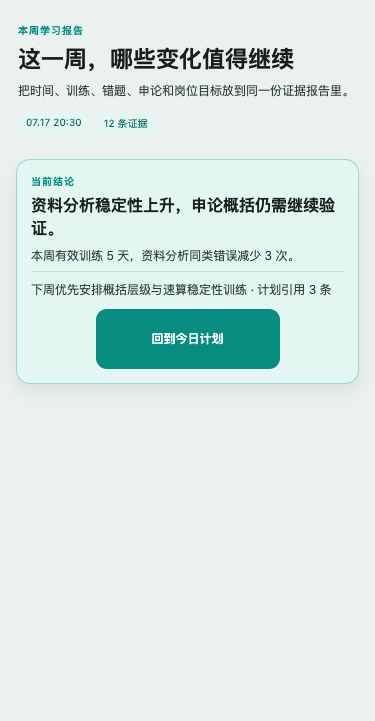 本周学习报告
这一周，哪些变化值得继续
把时间、训练、错题、申论和岗位目标放到同一份证据报告里。
07.17 20:30
12 条证据
当前结论
资料分析稳定性上升，申论概括仍需继续验
证。
本周有效训练 5 天，资料分析同类错误减少 3 次。
下周优先安排概括层级与速算稳定性训练 · 计划引用 3 条
回到今日计划